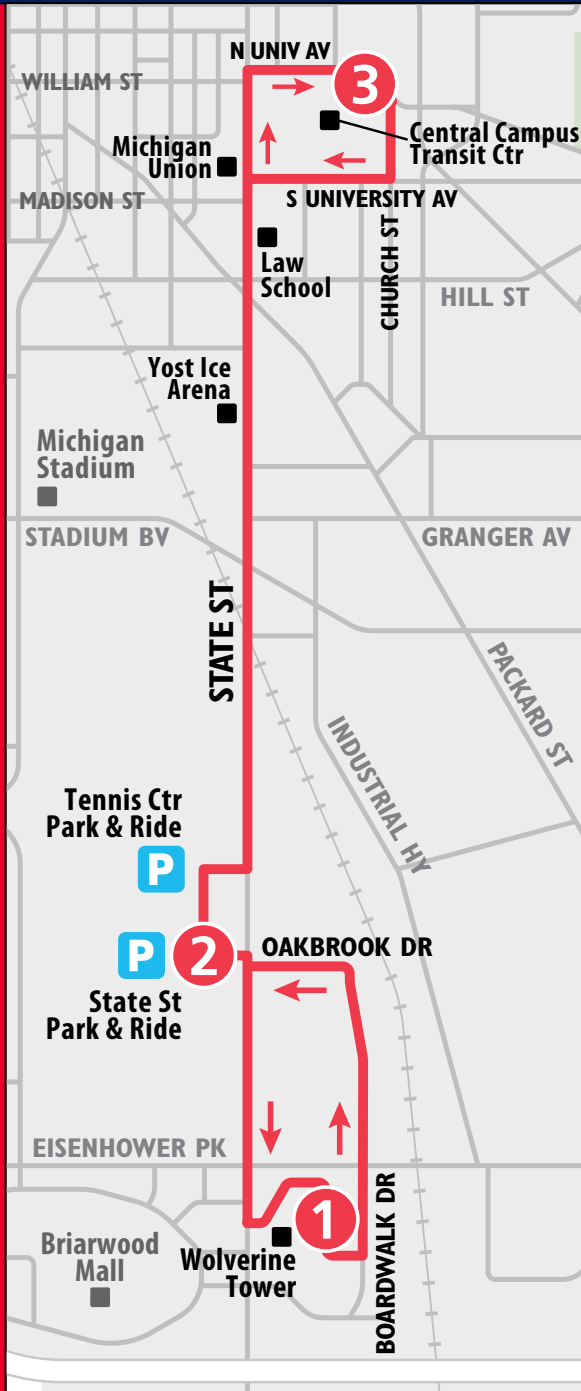 N UNIV AV
WILLIAM ST
3
Central Campus
Transit Ctr
Michigan
Union
MADISON ST
S UNIVERSITY AV
Law
School
CHURCH ST
HILL ST
Yost Ice
Arena
Michigan
Stadium
STADIUM BV
GRANGER AV
STATE ST
PACKARD ST
INDUSTRIAL HY
Tennis Ctr
Park & Ride
P
P
2
OAKBROOK DR
State St
Park & Ride
EISENHOWER PK
1
BOARDWALK DR
Briarwood
Mall
Wolverine
Tower